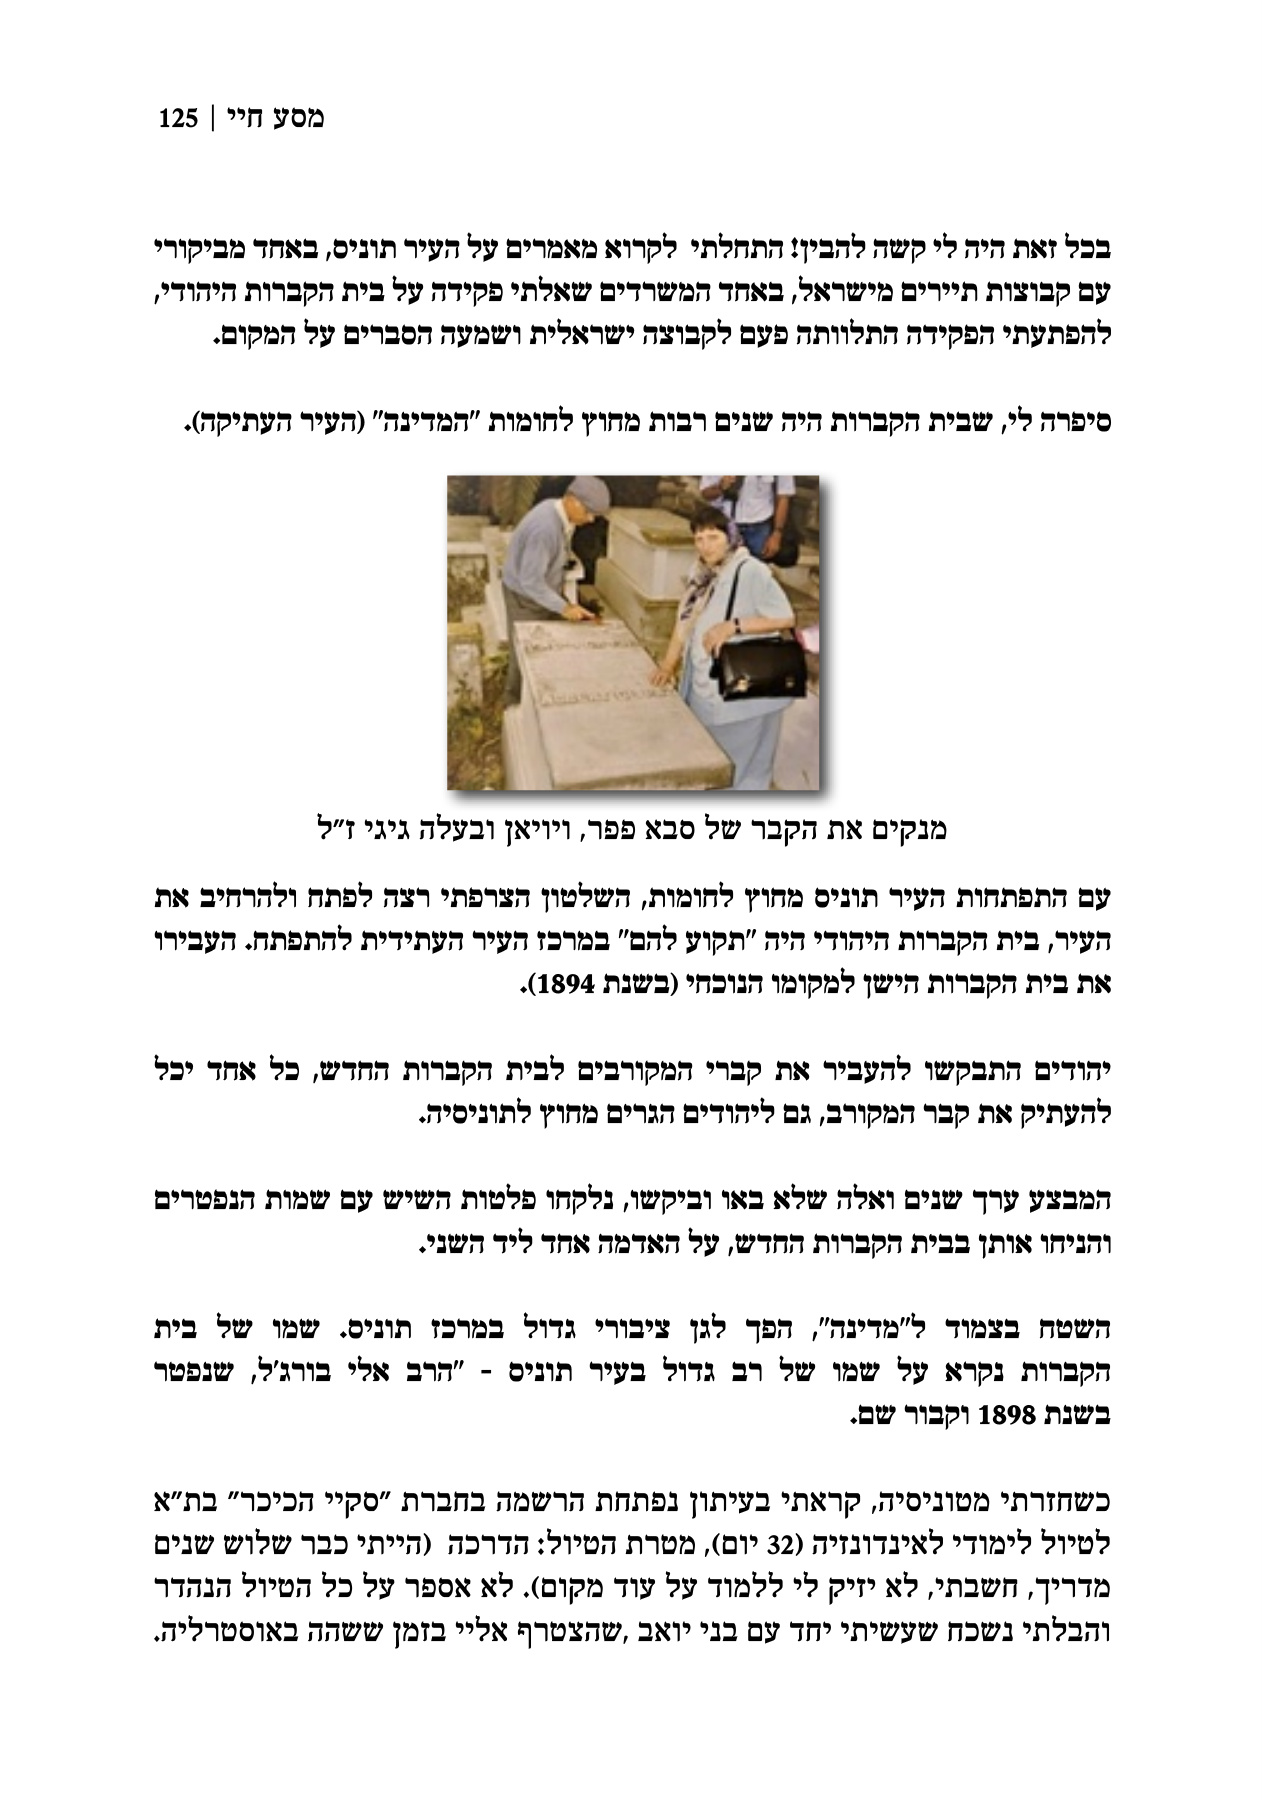 מסע חיי | 125
בכל זאת היה לי קשה להבין! התחלתי לקרוא מאמרים על העיר תוניס, באחד מביקורי
עם קבוצות תיירים מישראל, באחד המשרדים שאלתי פקידה על בית הקברות היהודי,
להפתעתי הפקידה התלוותה פעם לקבוצה ישראלית ושמעה הסברים על המקום.
סיפרה לי, שבית הקברות היה שנים רבות מחוץ לחומות "המדינה" (העיר העתיקה).
מנקים את הקבר של סבא פפר, ויויאן ובעלה גיגי ז"ל
עם התפתחות העיר תוניס מחוץ לחומות, השלטון הצרפתי רצה לפתח ולהרחיב את
העיר, בית הקברות היהודי היה "תקוע להם" במרכז העיר העתידית להתפתח. העבירו
את בית הקברות הישן למקומו הנוכחי (בשנת 1894).
יהודים התבקשו להעביר את קברי המקורבים לבית הקברות החדש, כל אחד יכל
להעתיק את קבר המקורב, גם ליהודים הגרים מחוץ לתוניסיה.
המבצע ערך שנים ואלה שלא באו וביקשו, נלקחו פלטות השיש עם שמות הנפטרים
והניחו אותן בבית הקברות החדש, על האדמה אחד ליד השני.
השטח בצמוד ל"מדינה", הפך לגן ציבורי גדול במרכז תוניס. שמו של בית
הקברות נקרא על שמו של רב גדול בעיר תוניס - "הרב אלי בורג'ל, שנפטר
בשנת 1898 וקבור שם.
כשחזרתי מטוניסיה, קראתי בעיתון נפתחת הרשמה בחברת "סקיי הכיכר" בת"א
לטיול לימודי לאינדונזיה (32 יום), מטרת הטיול: הדרכה (הייתי כבר שלוש שנים
מדריך, חשבתי, לא יזיק לי ללמוד על עוד מקום). לא אספר על כל הטיול הנהדר
והבלתי נשכח שעשיתי יחד עם בני יואב ,שהצטרף אליי בזמן ששהה באוסטרליה.